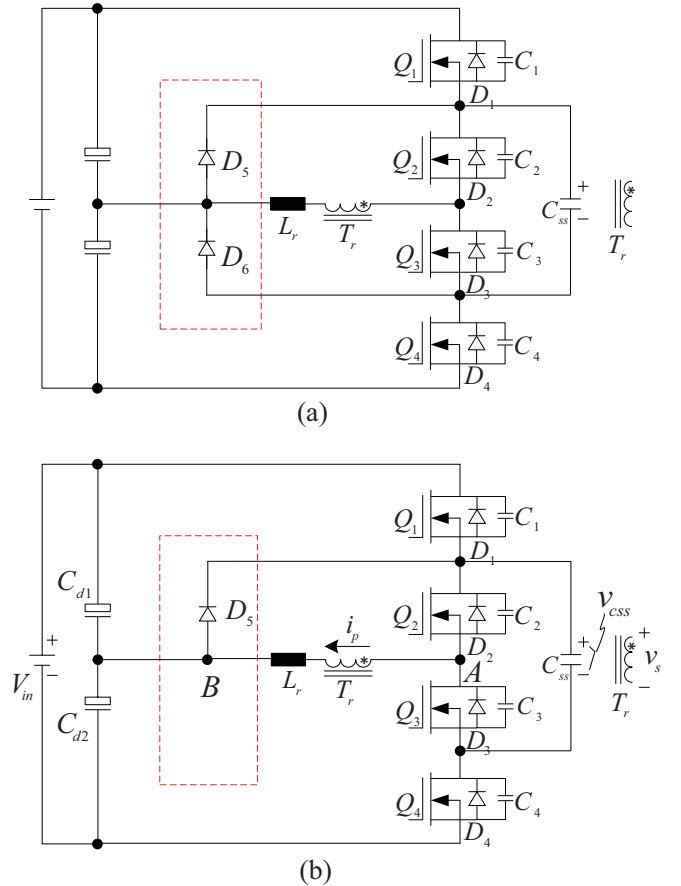 Q1
C1
D1
D5
Q2
C2
D2
Css
+
−
*
Tr
Lr
*
Tr
D6
Q3
C3
D3
Q4
C4
D4
(a)
Q1
C1
D1
Cd1
D5
ip
Q2
C2
D2
vcss
+
−
Vin
B
Lr
*
Tr
A
Css
+
−
*
+
vs
−
Tr
Cd2
Q3
C3
D3
Q4
C4
D4
(b)